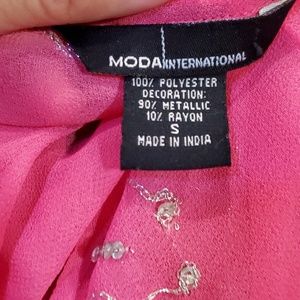 MODA INTERNATIONAL
100% POLYESTER
DECORATION:
90% METALLIC
10% RAYON
S
MADE IN INDIA